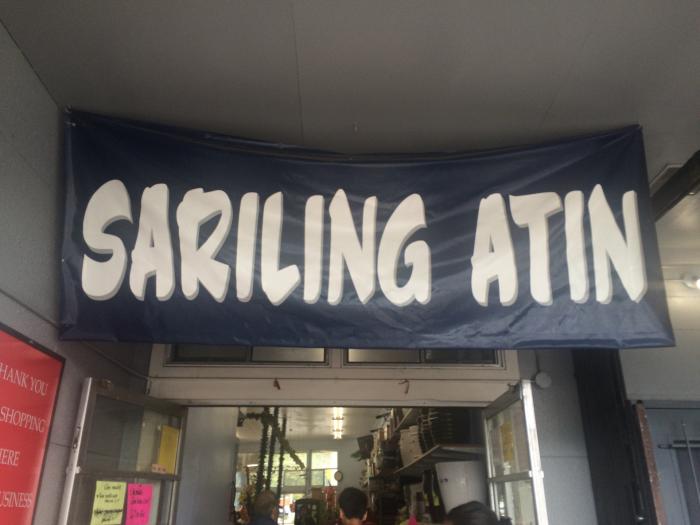 SARILING ATIN
HANK YOU
SHOPPING
ERE
USINESS